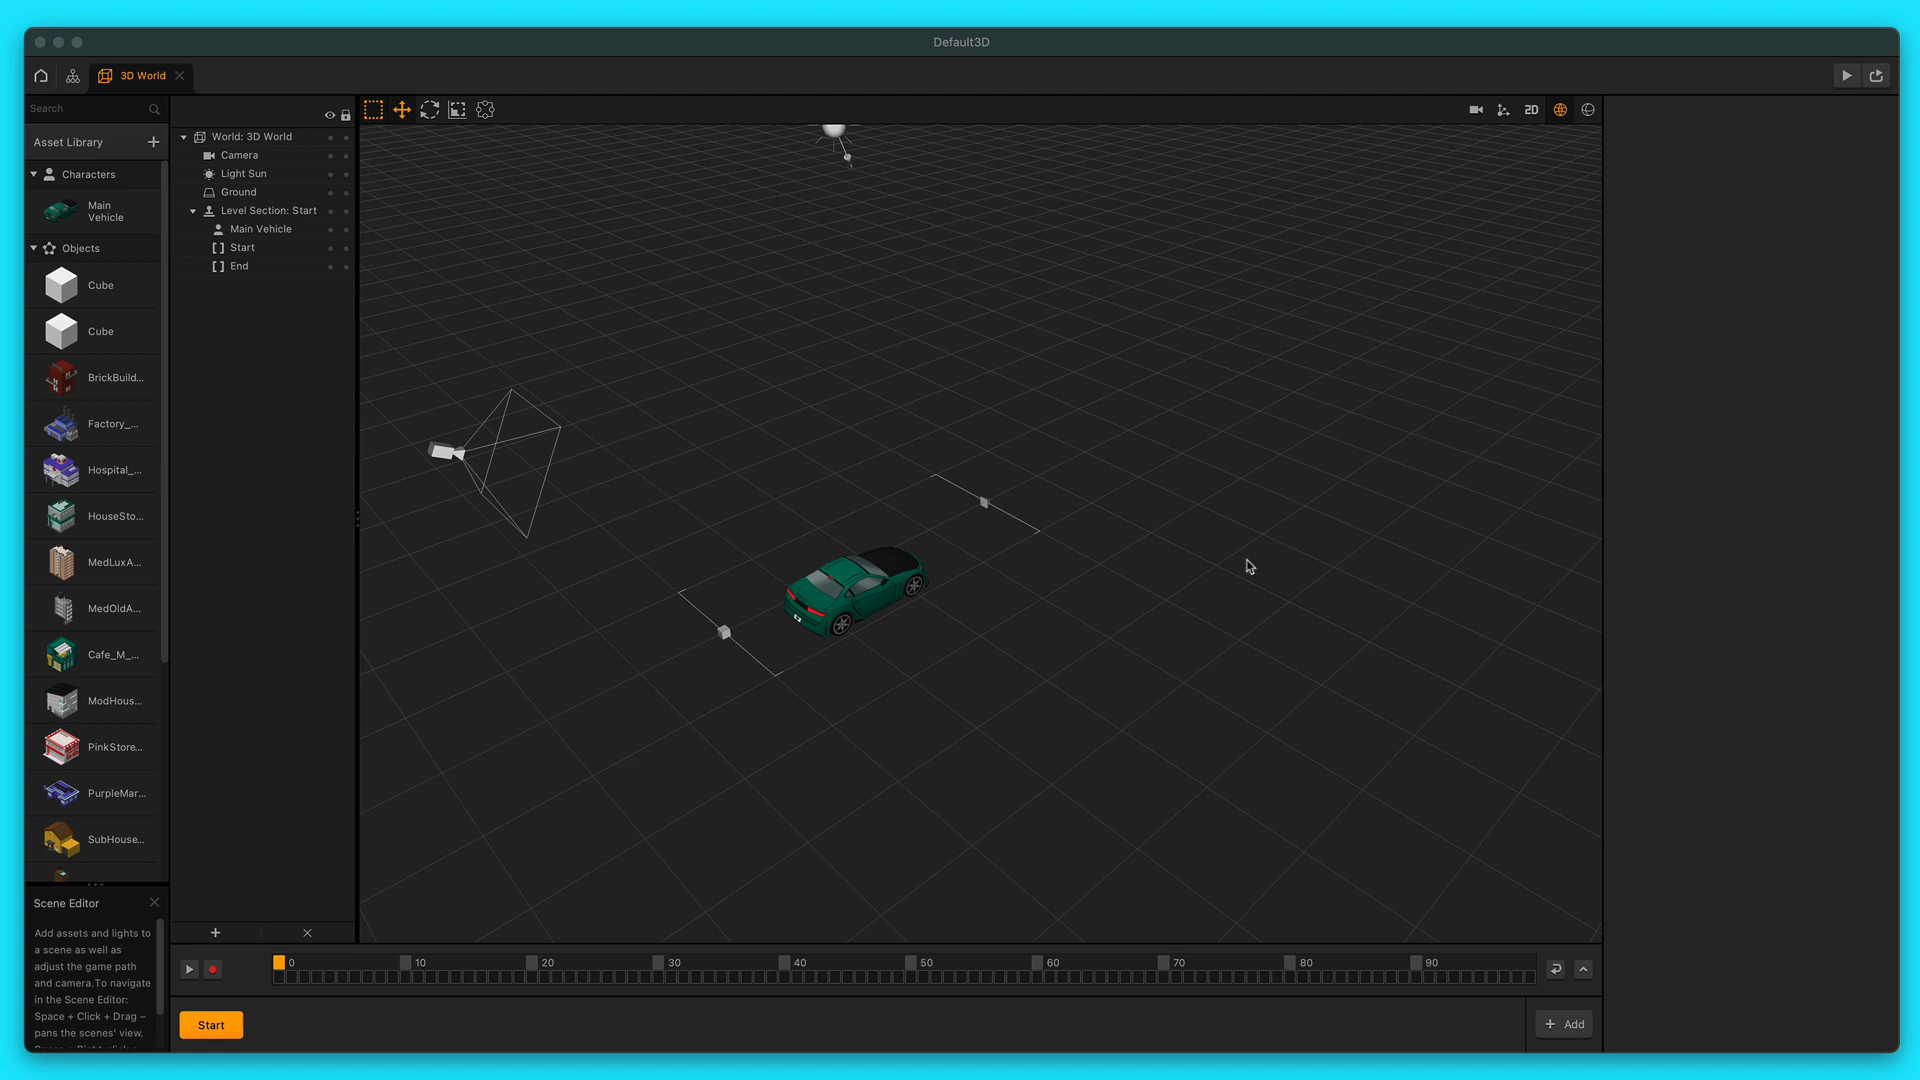 Default3D
3D World
Search
Asset Library
Characters
Main
Vehicle
Objects
Cube
Cube
BrickBuild...
Factory_...
Hospital_...
HouseSto...
MedLuxA...
MedOldA...
Cafe_M_...
ModHous...
PinkStore...
PurpleMar...
SubHouse...
World: 3D World
Camera
Light Sun
Ground
Level Section: Start
Main Vehicle
Start
End
2D
Scene Editor
Add assets and lights to
a scene as well as
adjust the game path
and camera.To navigate
in the Scene Editor:
Space + Click + Drag –
pans the scenes' view.
0 10 20 30 40 50 60 70 80 90
Start
Add